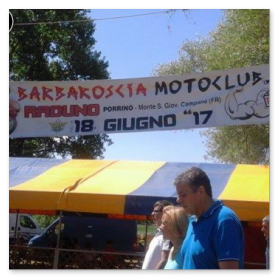 BARBAROSCIA MOTOCLUB
RADUNO PORRINO - Monte S. Giov. Campano (FR)
18 GIUGNO "17